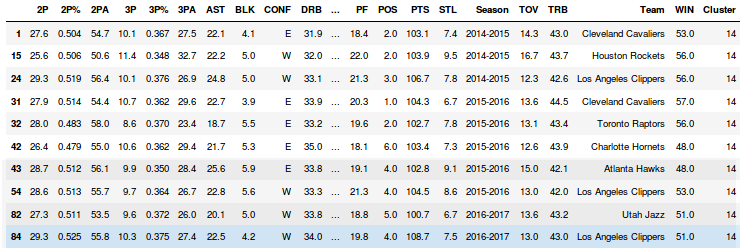 2P 2P% 2PA 3P 3P% 3PA AST BLK CONF DRB ... PF POS PTS STL Season TOV TRB Team WIN Cluster
1 27.6 0.504 54.7 10.1 0.367 27.5 22.1 4.1 E 31.9 ... 18.4 2.0 103.1 7.4 2014-2015 14.3 43.0 Cleveland Cavaliers 53.0 14
15 25.6 0.506 50.6 11.4 0.348 32.7 22.2 5.0 W 32.0 ... 22.0 2.0 103.9 9.5 2014-2015 16.7 43.7 Houston Rockets 56.0 14
24 29.3 0.519 56.4 10.1 0.376 26.9 24.8 5.0 W 33.1 ... 21.3 3.0 106.7 7.8 2014-2015 12.3 42.6 Los Angeles Clippers 56.0 14
31 27.9 0.514 54.4 10.7 0.362 29.6 22.7 3.9 E 33.9 ... 20.3 1.0 104.3 6.7 2015-2016 13.6 44.5 Cleveland Cavaliers 57.0 14
32 28.0 0.483 58.0 8.6 0.370 23.4 18.7 5.5 E 33.2 ... 19.6 2.0 102.7 7.8 2015-2016 13.1 43.4 Toronto Raptors 56.0 14
42 26.4 0.479 55.0 10.6 0.362 29.4 21.7 5.3 E 35.0 ... 18.1 6.0 103.4 7.3 2015-2016 12.6 43.9 Charlotte Hornets 48.0 14
43 28.7 0.512 56.1 9.9 0.350 28.4 25.6 5.9 E 33.8 ... 19.1 4.0 102.8 9.1 2015-2016 15.0 42.1 Atlanta Hawks 48.0 14
54 28.6 0.513 55.7 9.7 0.364 26.7 22.8 5.6 W 33.3 ... 21.3 4.0 104.5 8.6 2015-2016 13.0 42.0 Los Angeles Clippers 53.0 14
82 27.3 0.511 53.5 9.6 0.372 26.0 20.1 5.0 W 33.8 ... 18.8 5.0 100.7 6.7 2016-2017 13.6 43.2 Utah Jazz 51.0 14
84 29.3 0.525 55.8 10.3 0.375 27.4 22.5 4.2 W 34.0 ... 19.8 4.0 108.7 7.5 2016-2017 13.0 43.0 Los Angeles Clippers 51.0 14